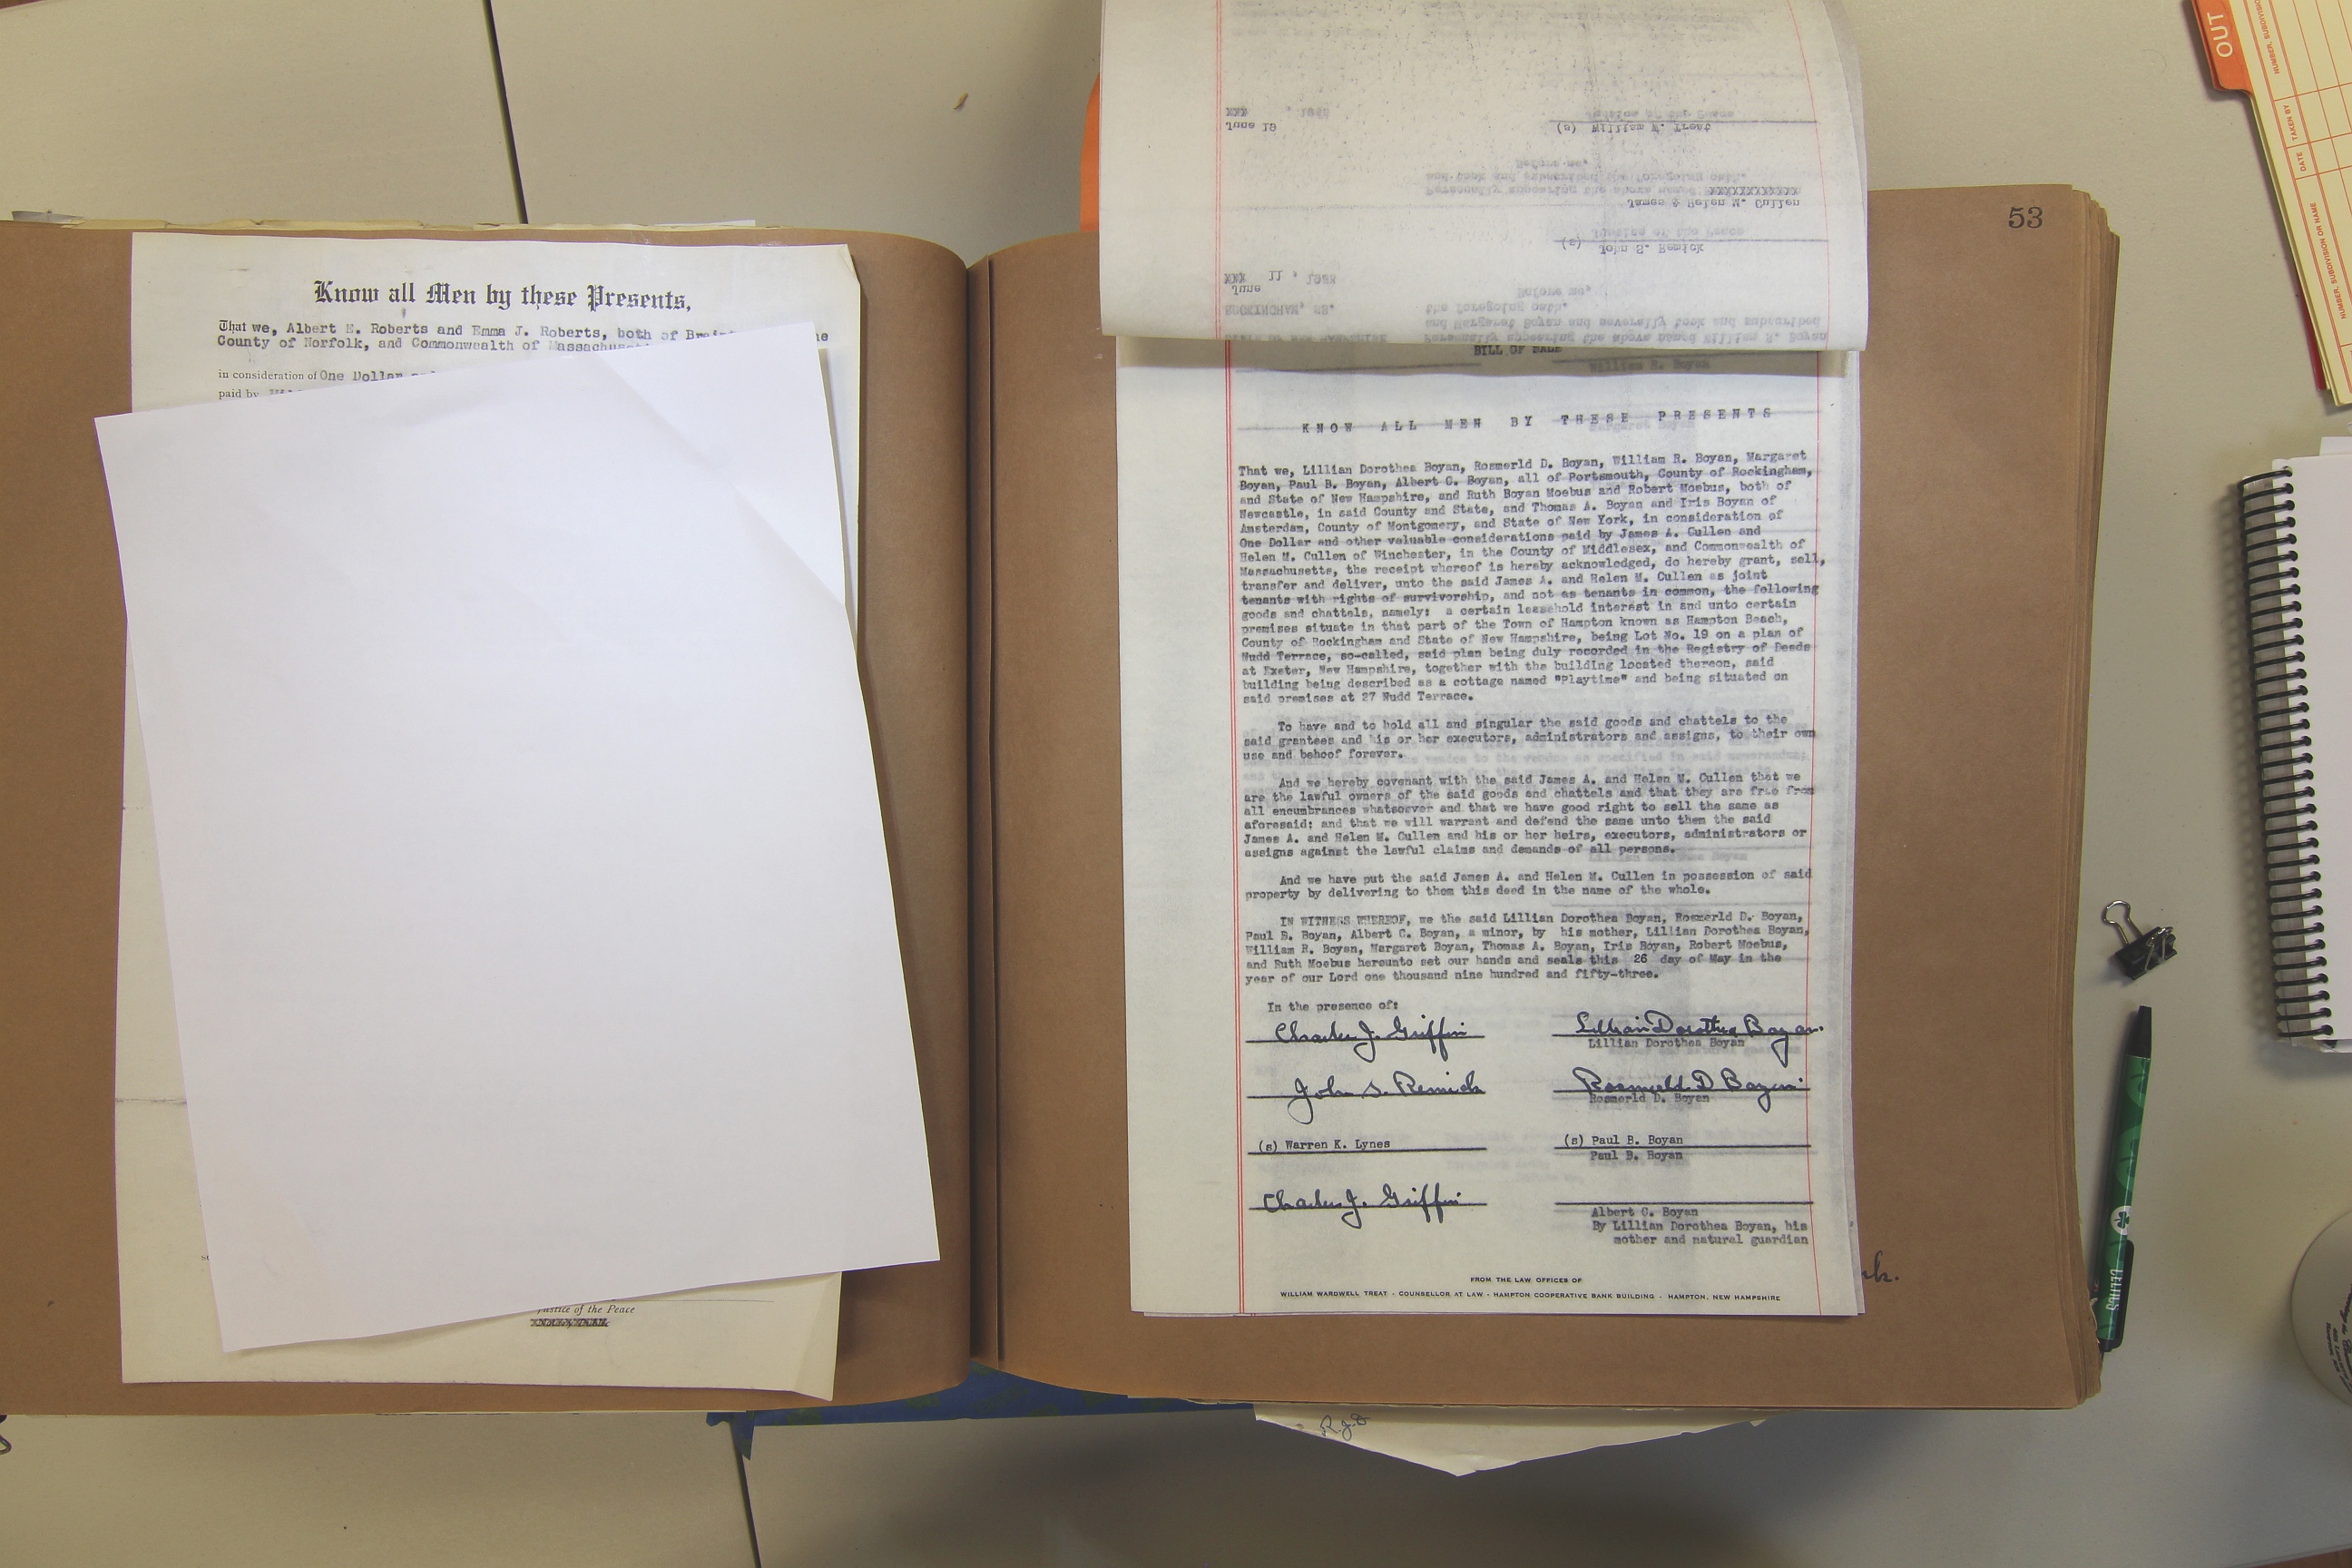 Know all Men by these Presents,
That we, Albert E. Roberts and Emma J. Roberts, both of
County of Norfolk, and Commonwealth of
in consideration of One Dollar
paid by
Justice of the Peace
53
BILL OF SALE
KNOW ALL MEN BY THESE PRESENTS
That we, Lillian Dorothea Boyan, Rosmerld D. Boyan, William R. Boyan, Margaret
Boyan, Paul B. Boyan, Albert C. Boyan, all of Portsmouth, County of Rockingham,
and State of New Hampshire, and Ruth Boyan Moebus and Robert Moebus, both of
Newcastle, in said County and State, and Thomas A. Boyan and Iris Boyan of
Amsterdam, County of Montgomery, and State of New York, in consideration of
One Dollar and other valuable considerations paid by James A. Cullen and
Helen M. Cullen of Winchester, in the County of Middlesex, and Commonwealth of
Massachusetts, the receipt whereof is hereby acknowledged, do hereby grant, sell,
transfer and deliver, unto the said James A. and Helen M. Cullen as joint
tenants with rights of survivorship, and not as tenants in common, the following
goods and chattels, namely: a certain leasehold interest in and unto certain
premises situate in that part of the Town of Hampton known as Hampton Beach,
County of Rockingham and State of New Hampshire, being Lot No. 19 on a plan of
Nudd Terrace, so-called, said plan being duly recorded in the Registry of Deeds
at Exeter, New Hampshire, together with the building located thereon, said
building being described as a cottage named "Playtime" and being situated on
said premises at 27 Nudd Terrace.
To have and to hold all and singular the said goods and chattels to the
said grantees and his or her executors, administrators and assigns, to their own
use and behoof forever.
And we hereby covenant with the said James A. and Helen M. Cullen that we
are the lawful owners of the said goods and chattels and that they are free from
all encumbrances whatsoever and that we have good right to sell the same as
aforesaid; and that we will warrant and defend the same unto them the said
James A. and Helen M. Cullen and his or her heirs, executors, administrators or
assigns against the lawful claims and demands of all persons.
And we have put the said James A. and Helen M. Cullen in possession of said
property by delivering to them this deed in the name of the whole.
IN WITNESS WHEREOF, we the said Lillian Dorothea Boyan, Rosmerld D. Boyan,
Paul B. Boyan, Albert C. Boyan, a minor, by his mother, Lillian Dorothea Boyan,
William R. Boyan, Margaret Boyan, Thomas A. Boyan, Iris Boyan, Robert Moebus,
and Ruth Moebus hereunto set our hands and seals this 26 day of May in the
year of our Lord one thousand nine hundred and fifty-three.
In the presence of:
Charles J. Griffin Lillian Dorothea Boyan
Lillian Dorothea Boyan
John S. Remick Rosmerld D Boyan
Rosmerld D. Boyan
(s) Warren K. Lynes (s) Paul B. Boyan
Paul B. Boyan
Charles J. Griffin
Albert C. Boyan
By Lillian Dorothea Boyan, his
mother and natural guardian
FROM THE LAW OFFICES OF
WILLIAM WARDWELL TREAT - COUNSELLOR AT LAW - HAMPTON COOPERATIVE BANK BUILDING - HAMPTON, NEW HAMPSHIRE
OUT
NUMBER, SUBDIVISION OR NAME
DATE TAKEN BY